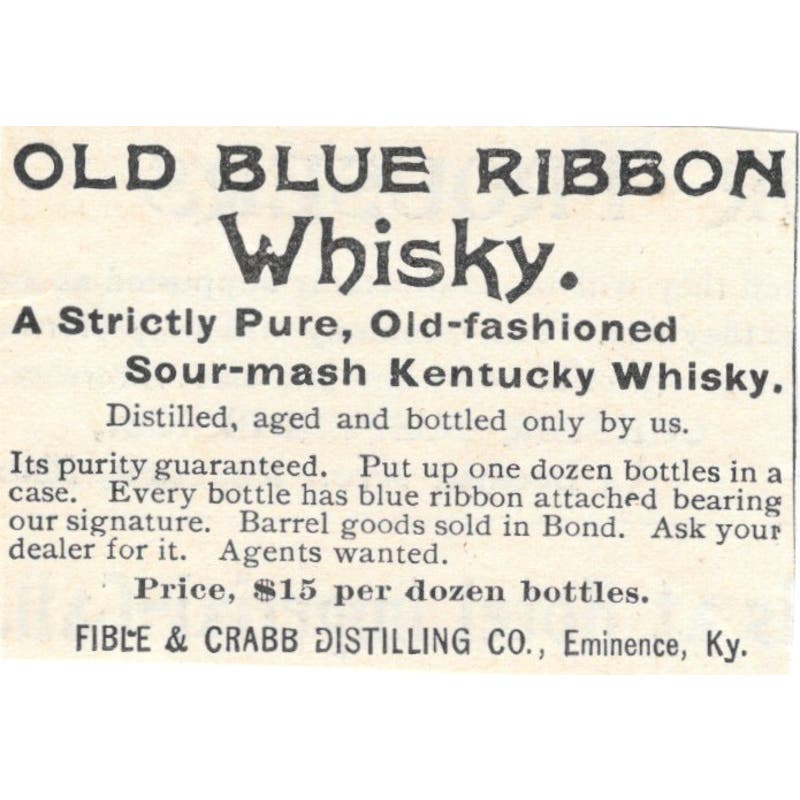 OLD BLUE RIBBON
Whisky.
A Strictly Pure, Old-fashioned
Sour-mash Kentucky Whisky.
Distilled, aged and bottled only by us.
Its purity guaranteed. Put up one dozen bottles in a
case. Every bottle has blue ribbon attached bearing
our signature. Barrel goods sold in Bond. Ask your
dealer for it. Agents wanted.
Price, $15 per dozen bottles.
FIBLE & CRABB DISTILLING CO., Eminence, Ky.